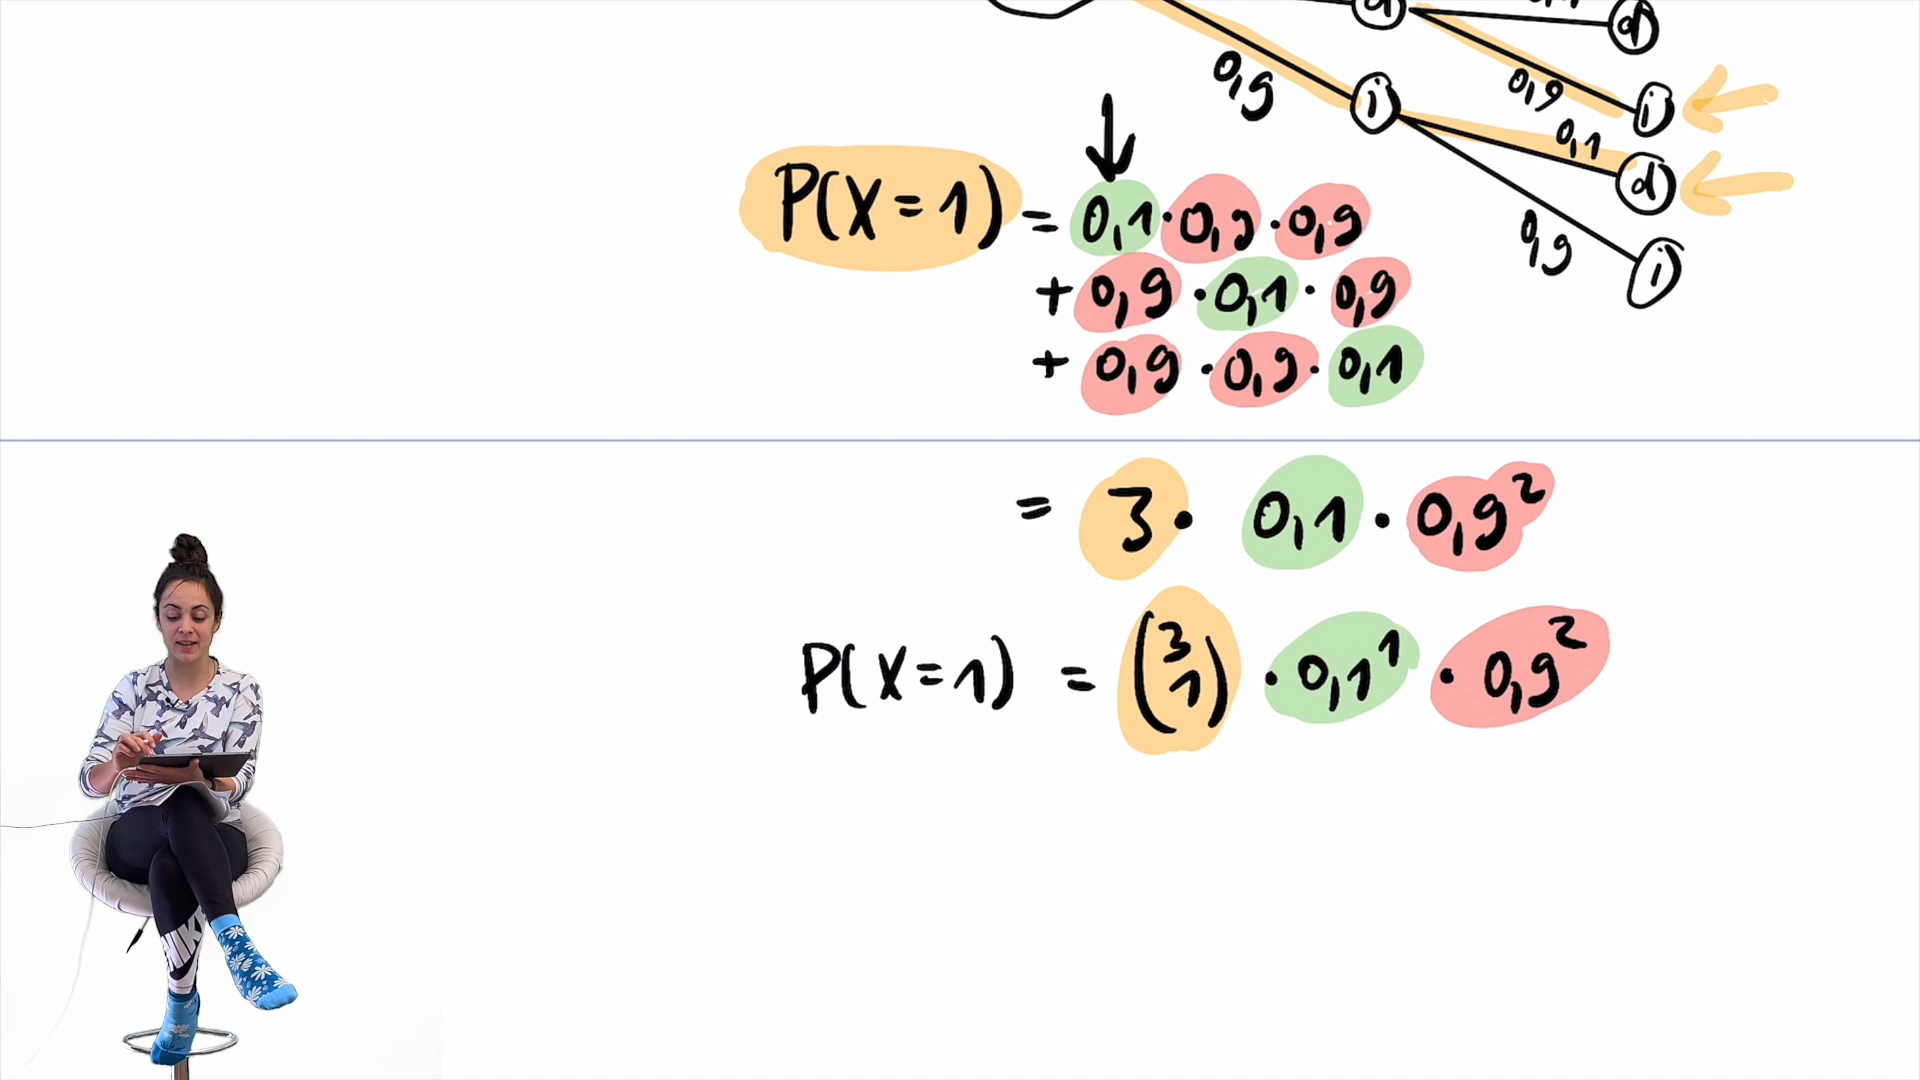 0,9
0,9
i
i
0,1
d
d
0,9
i
P(X=1) = 0,1 · 0,9 · 0,9
+ 0,9 · 0,1 · 0,9
+ 0,9 · 0,9 · 0,1
= 3 · 0,1 · 0,9²
P(X=1) = (3 1) · 0,1¹ · 0,9²
NIKE